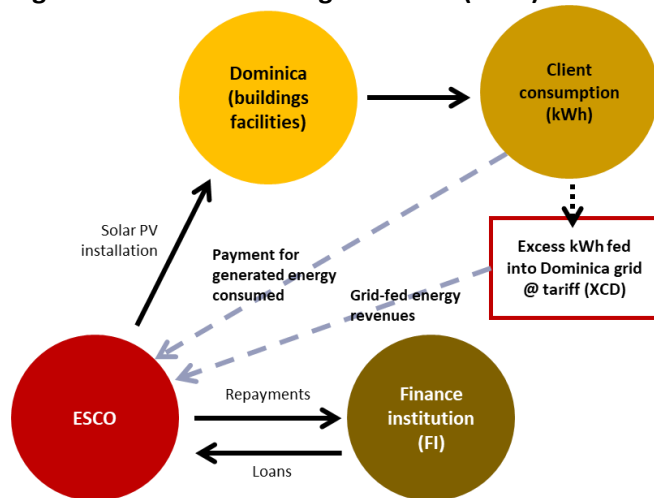 Dominica
(buildings
facilities)
Client
consumption
(kWh)
Solar PV
installation
Payment for
generated energy
consumed
Excess kWh fed
into Dominica grid
@ tariff (XCD)
Grid-fed energy
revenues
ESCO
Repayments
Loans
Finance
institution
(FI)